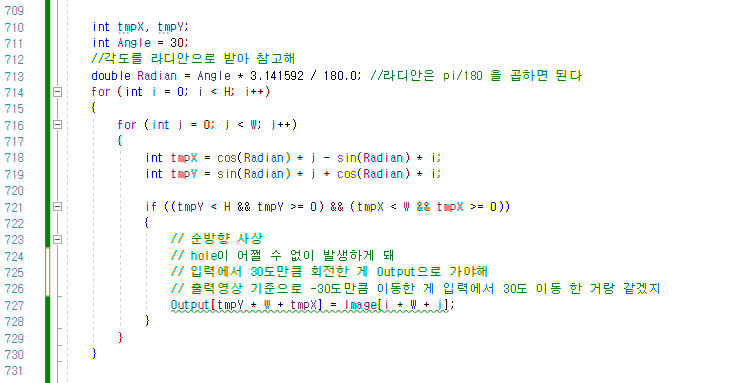 709
710 int tmpX, tmpY;
711 int Angle = 30;
712 //각도를 라디안으로 받아 참고해
713 double Radian = Angle * 3.141592 / 180.0; //라디안은 pi/180 을 곱하면 된다
714 for (int i = 0; i < H; i++)
715 {
716 for (int j = 0; j < W; j++)
717 {
718 int tmpX = cos(Radian) * j - sin(Radian) * i;
719 int tmpY = sin(Radian) * j + cos(Radian) * i;
720
721 if ((tmpY < H && tmpY >= 0) && (tmpX < W && tmpX >= 0))
722 {
723 // 순방향 사상
724 // hole이 어쩔 수 없이 발생하게 돼
725 // 입력에서 30도만큼 회전한 게 Output으로 가야해
726 // 출력영상 기준으로 -30도만큼 이동한 게 입력에서 30도 이동 한 거랑 같겠지
727 Output[tmpY * W + tmpX] = Image[i * W + j];
728 }
729 }
730 }
731